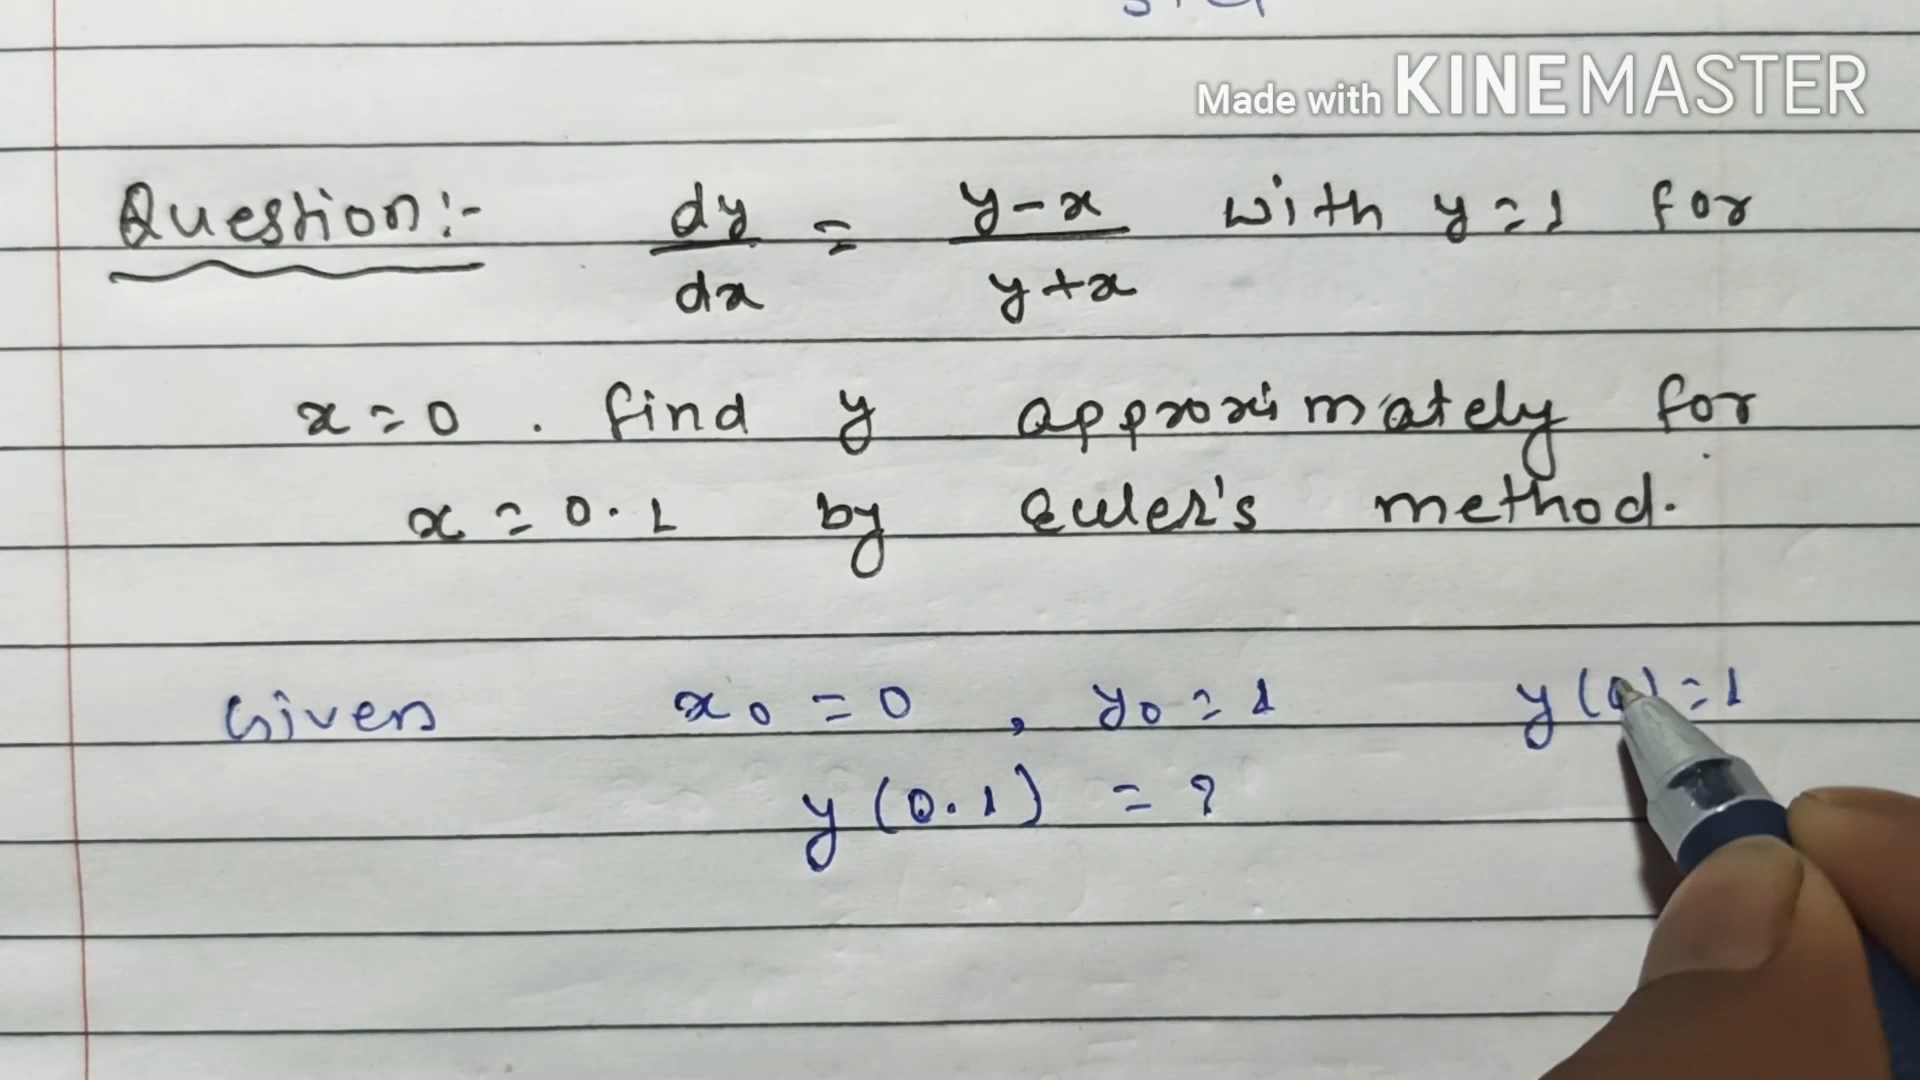 Made with KINEMASTER
Question:- dy/dx = y-x/y+x with y=1 for
x=0. find y approximately for
x=0.1 by Euler's method.
Given x₀=0, y₀=1 y(0)=1
y(0.1) = ?